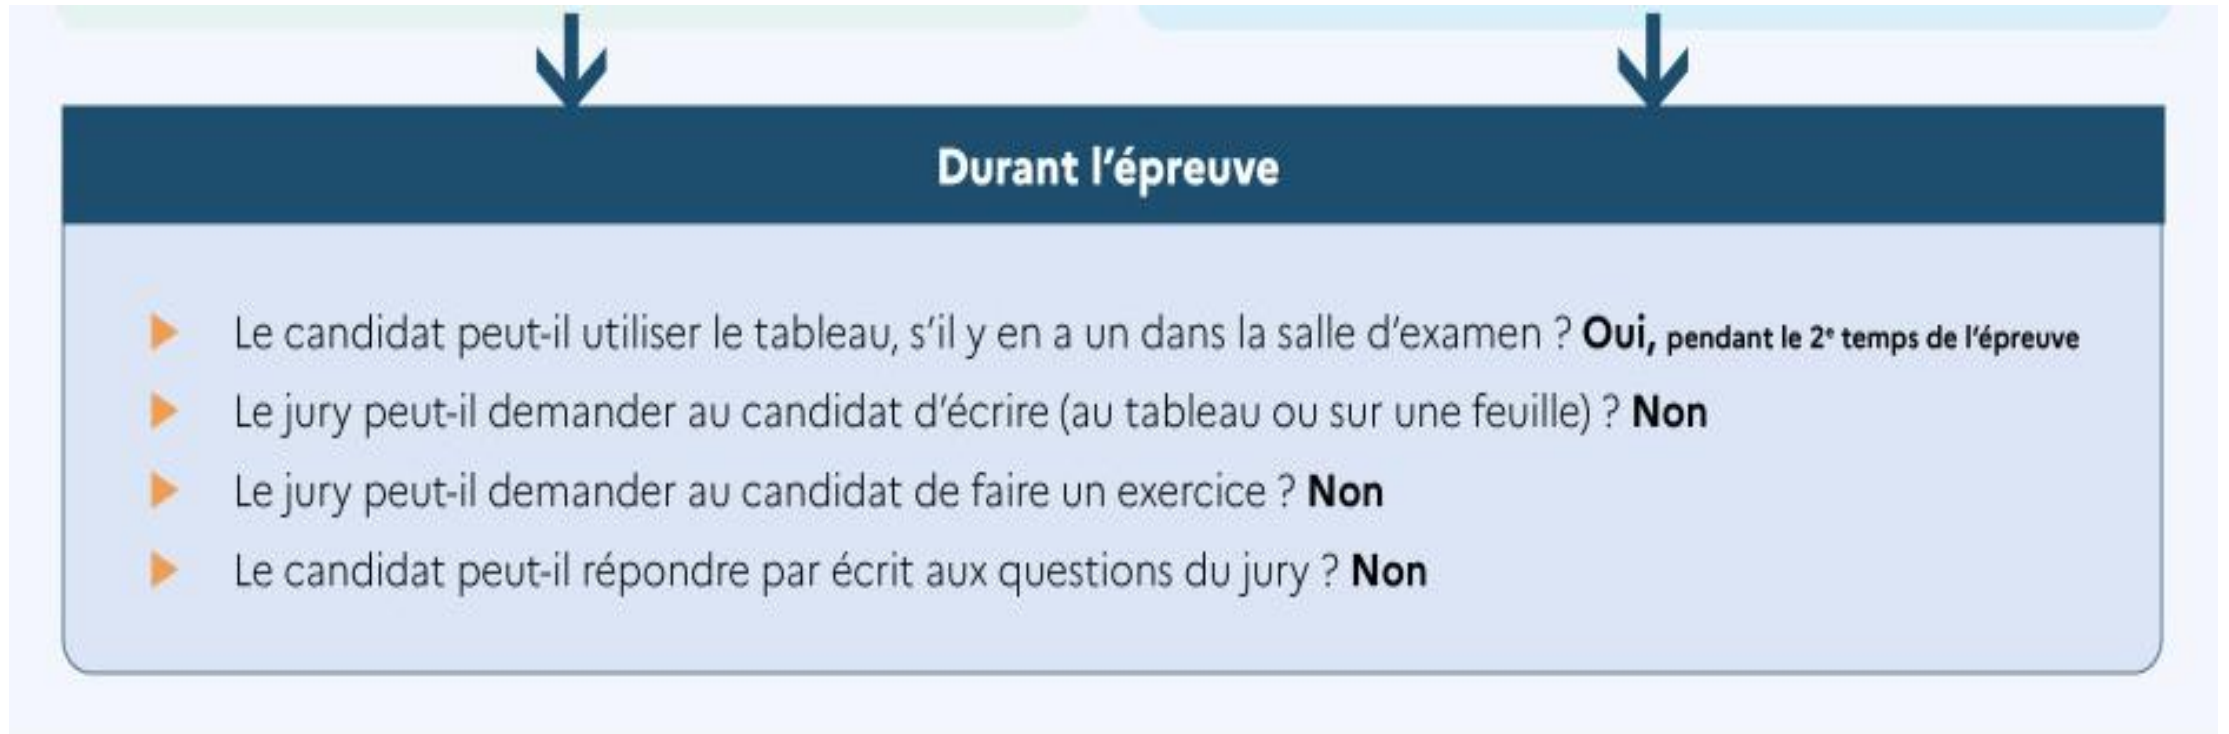 Durant l'épreuve
Le candidat peut-il utiliser le tableau, s'il y en a un dans la salle d'examen ? Oui, pendant le 2e temps de l'épreuve
Le jury peut-il demander au candidat d'écrire (au tableau ou sur une feuille) ? Non
Le jury peut-il demander au candidat de faire un exercice ? Non
Le candidat peut-il répondre par écrit aux questions du jury ? Non